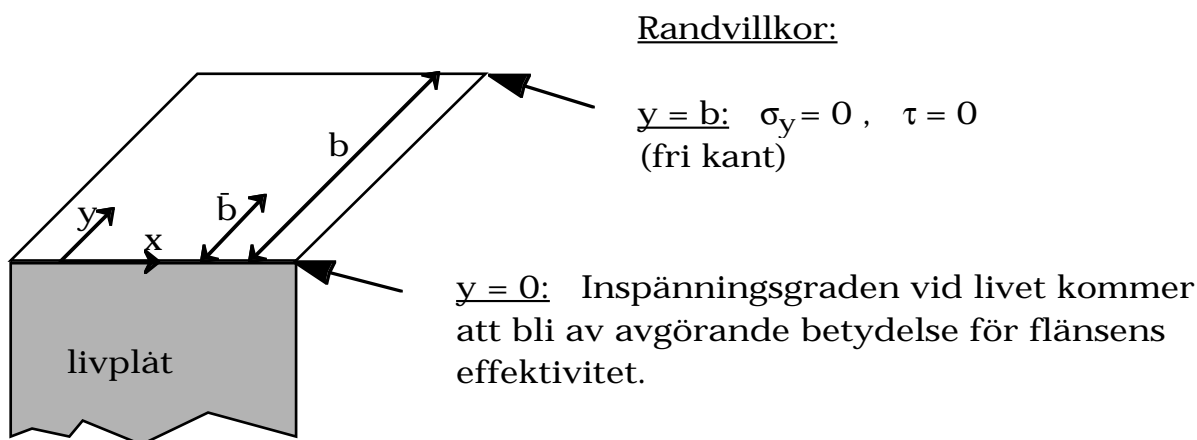 Randvillkor:
y = b: σy = 0 , τ = 0
(fri kant)
b
b̄
y
x
y = 0: Inspänningsgraden vid livet kommer
att bli av avgörande betydelse för flänsens
effektivitet.
livplåt